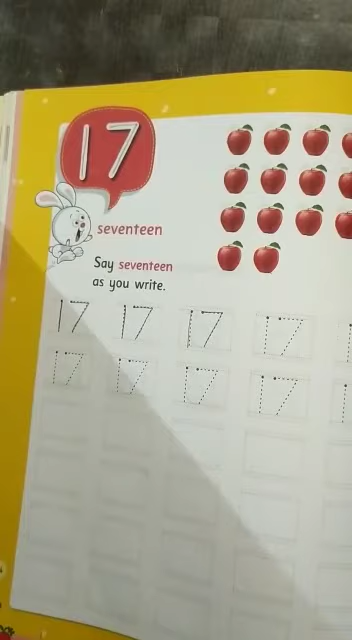 17
seventeen
Say seventeen
as you write.
17 17 17 17
17 17 17 17